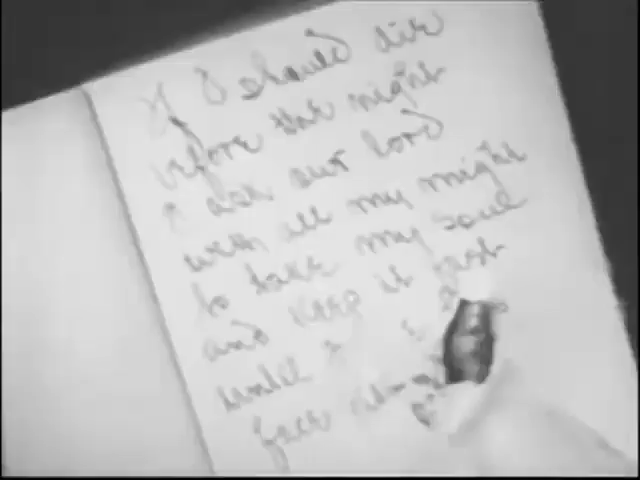 If I should die
before the night
I ask our lord
with all my might
to take my soul
and keep it fast
until I
face